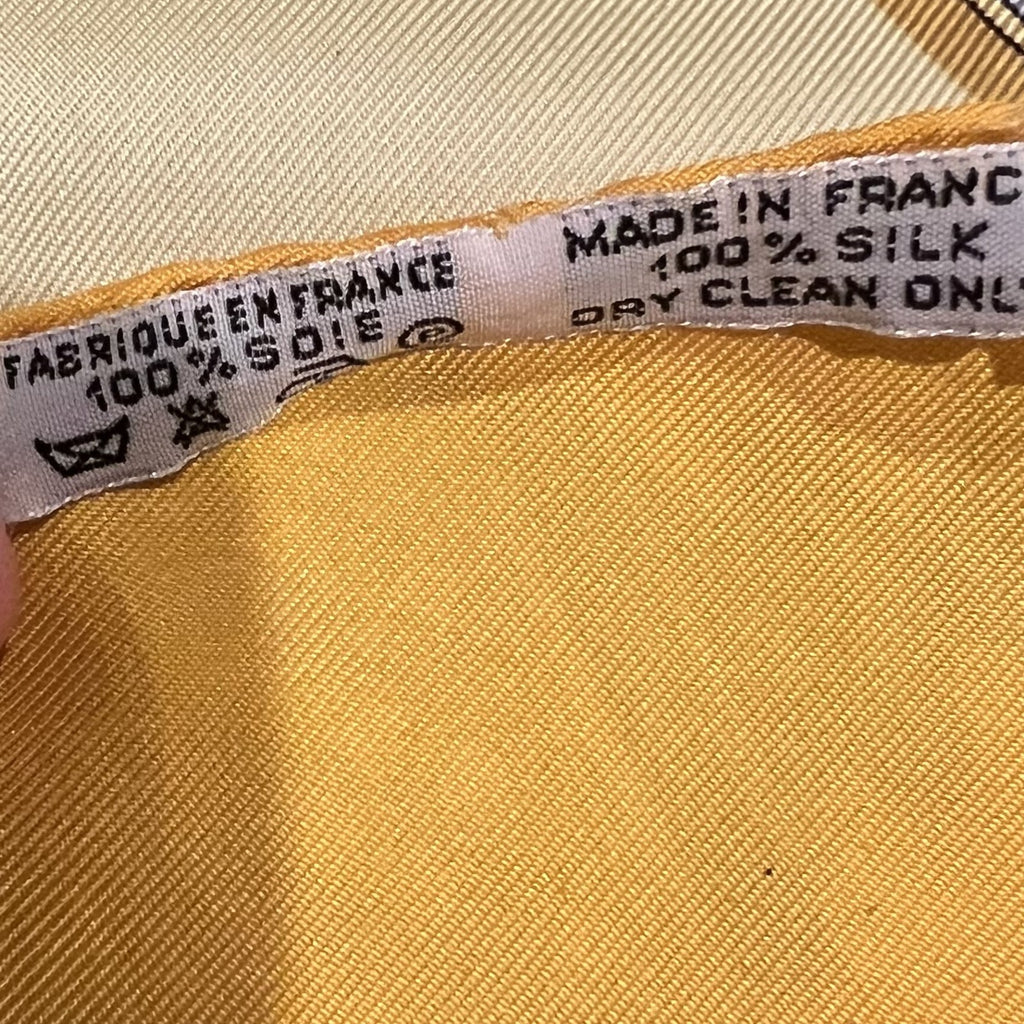 FABRIQUE EN FRANCE
100% SOIE
P
MADE IN FRANC
100% SILK
DRY CLEAN ONL